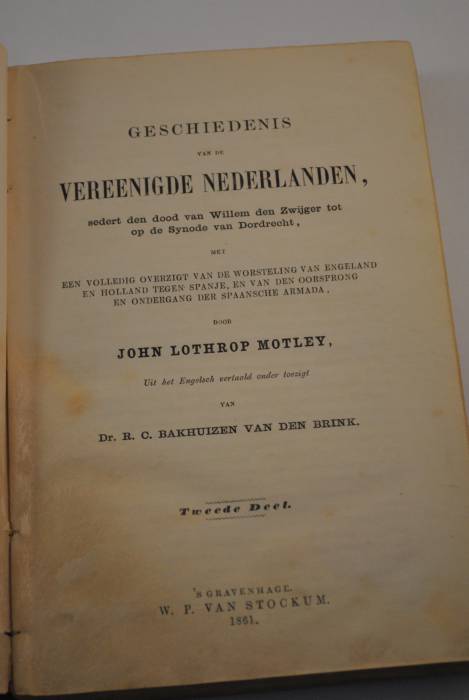 GESCHIEDENIS
VAN DE
VEREENIGDE NEDERLANDEN,
sedert den dood van Willem den Zwijger tot
op de Synode van Dordrecht,
MET
EEN VOLLEDIG OVERZIGT VAN DE WORSTELING VAN ENGELAND
EN HOLLAND TEGEN SPANJE, EN VAN DEN OORSPRONG
EN ONDERGANG DER SPAANSCHE ARMADA,
DOOR
JOHN LOTHROP MOTLEY,
Uit het Engelsch vertaald onder toezigt
VAN
Dr. R. C. BAKHUIZEN VAN DEN BRINK.
Tweede Deel.
'S GRAVENHAGE.
W. P. VAN STOCKUM.
1861.